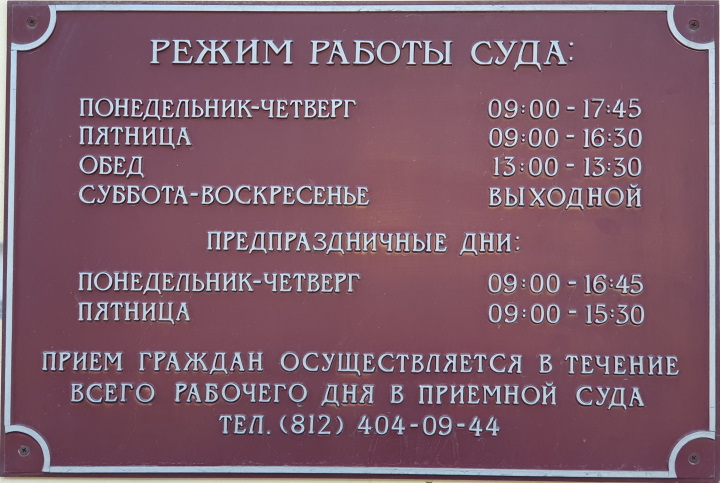 РЕЖИМ РАБОТЫ СУДА:
ПОНЕДЕЛЬНИК-ЧЕТВЕРГ 09:00 - 17:45
ПЯТНИЦА 09:00 - 16:30
ОБЕД 13:00 - 13:30
СУББОТА-ВОСКРЕСЕНЬЕ ВЫХОДНОЙ
ПРЕДПРАЗДНИЧНЫЕ ДНИ:
ПОНЕДЕЛЬНИК-ЧЕТВЕРГ 09:00 - 16:45
ПЯТНИЦА 09:00 - 15:30
ПРИЕМ ГРАЖДАН ОСУЩЕСТВЛЯЕТСЯ В ТЕЧЕНИЕ
ВСЕГО РАБОЧЕГО ДНЯ В ПРИЕМНОЙ СУДА
ТЕЛ. (812) 404-09-44